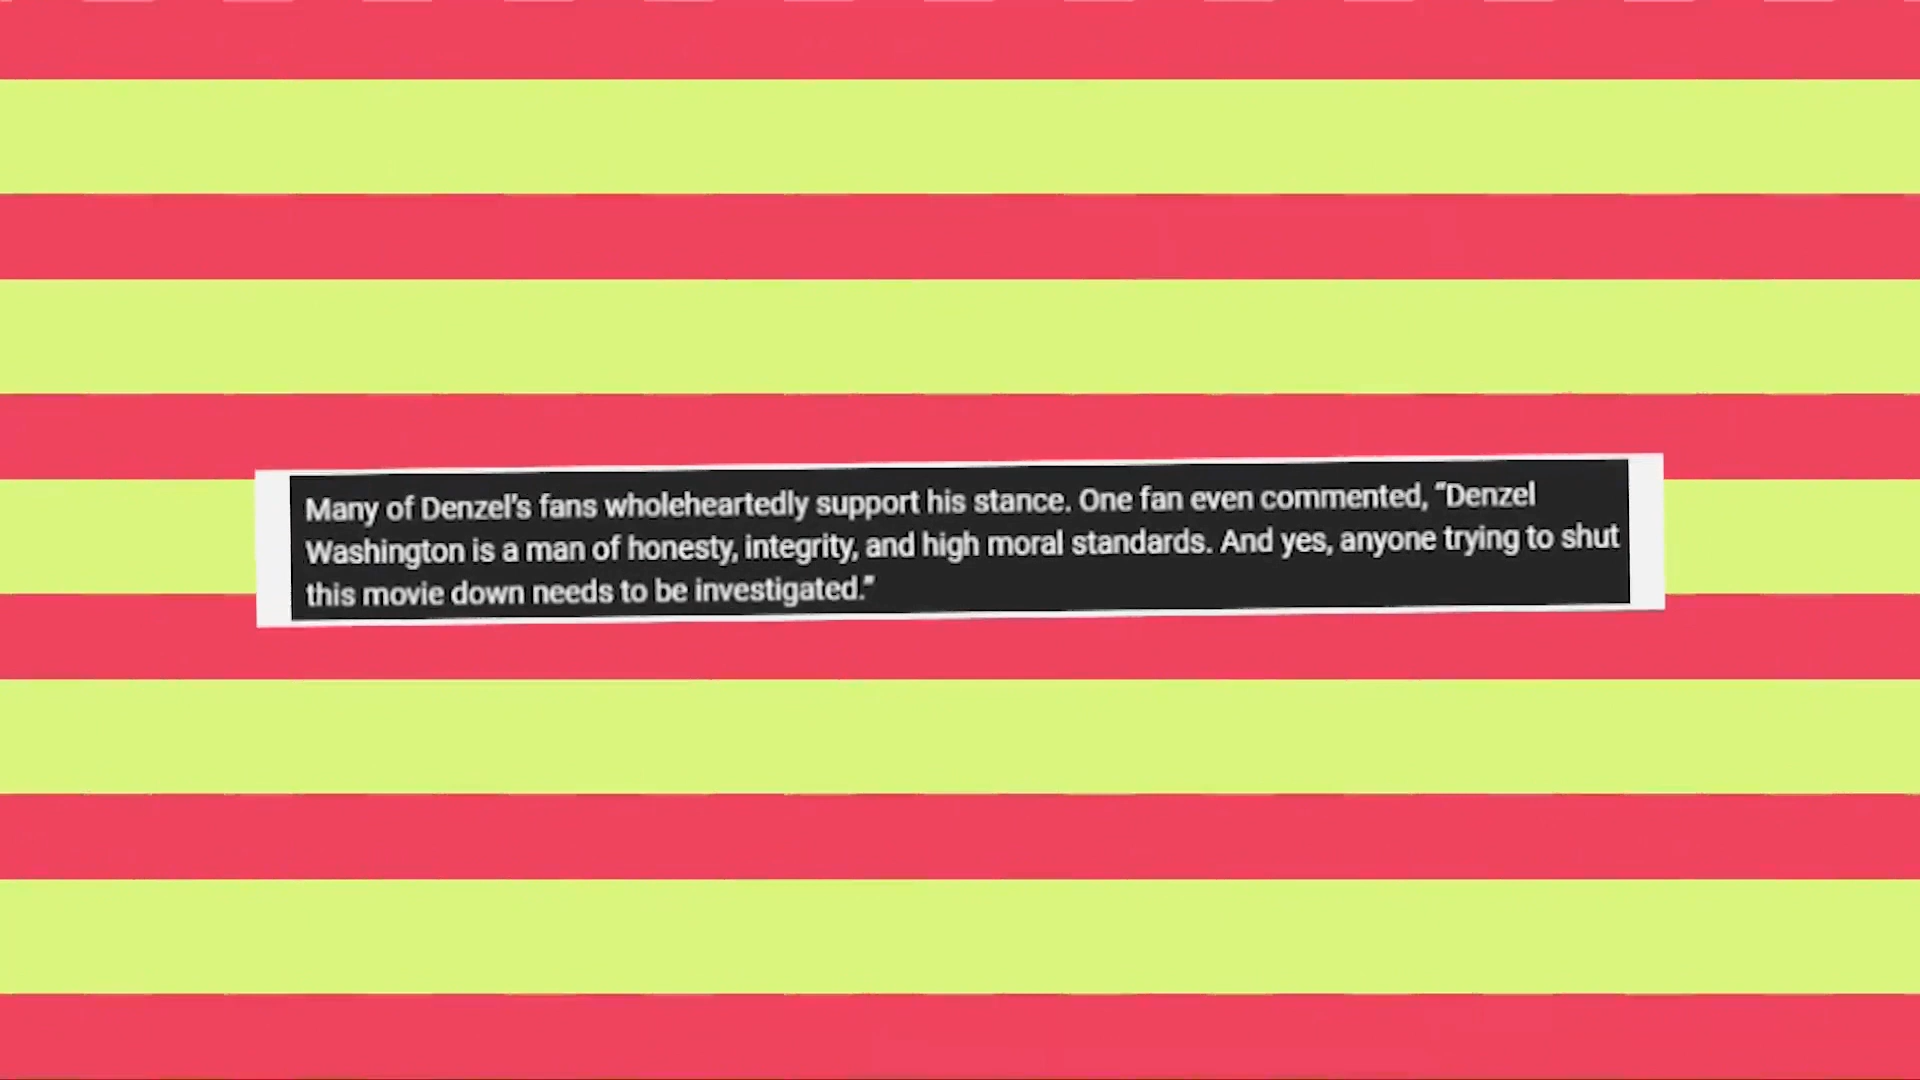 Many of Denzel's fans wholeheartedly support his stance. One fan even commented, "Denzel
Washington is a man of honesty, integrity, and high moral standards. And yes, anyone trying to shut
this movie down needs to be investigated."